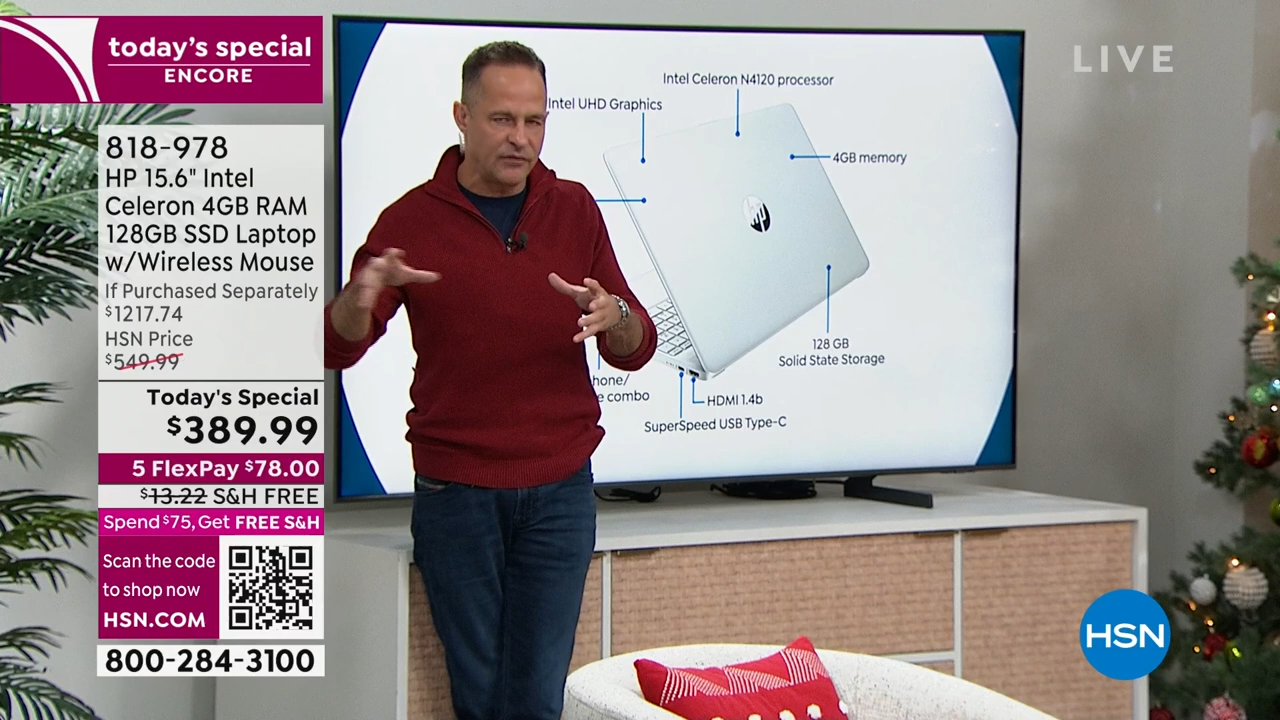 today's special
ENCORE
818-978
HP 15.6" Intel
Celeron 4GB RAM
128GB SSD Laptop
w/Wireless Mouse
If Purchased Separately
$1217.74
HSN Price
$549.99
Today's Special
$389.99
5 FlexPay $78.00
$13.22 S&H FREE
Spend $75, Get FREE S&H
Scan the code
to shop now
HSN.COM
800-284-3100
LIVE
Intel Celeron N4120 processor
Intel UHD Graphics
4GB memory
hp
128 GB
Solid State Storage
combo
HDMI 1.4b
SuperSpeed USB Type-C
HSN